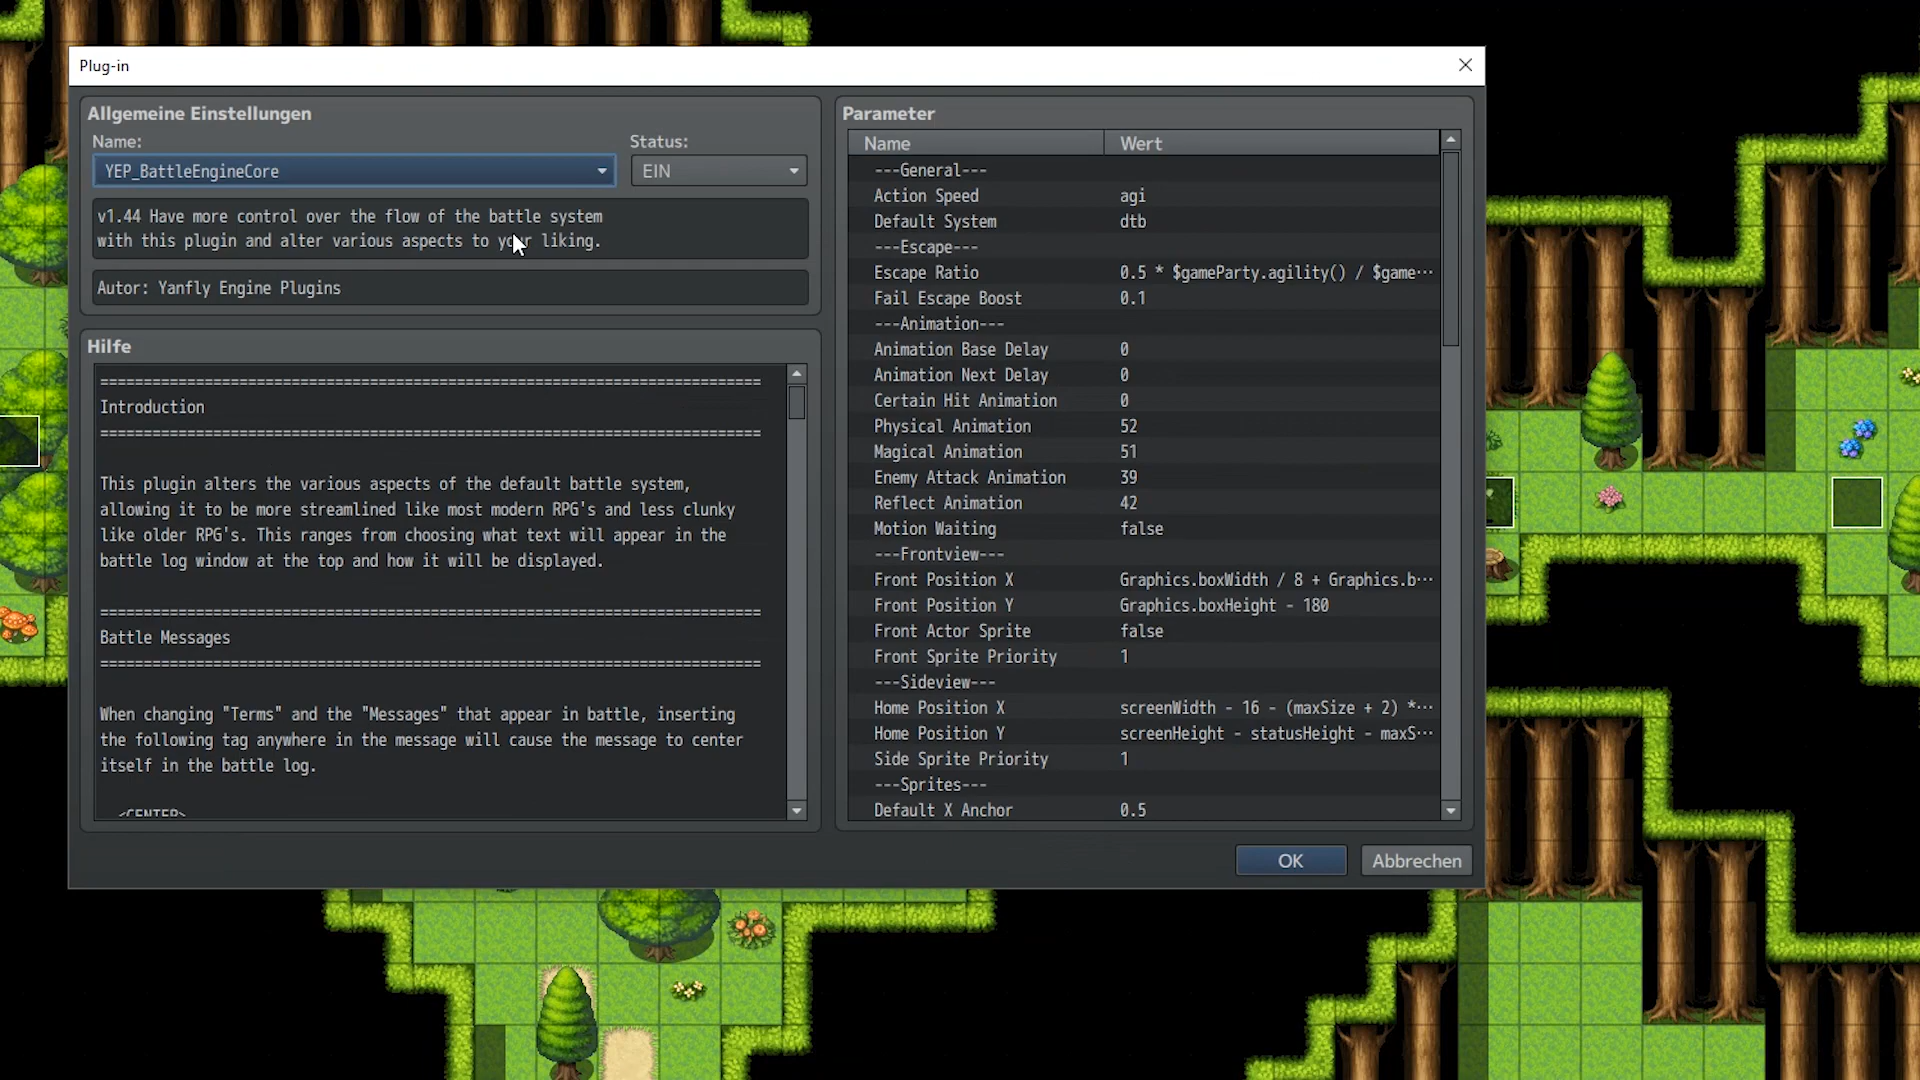 Plug-in
Allgemeine Einstellungen
Name:
Status:
YEP_BattleEngineCore
EIN
v1.44 Have more control over the flow of the battle system
with this plugin and alter various aspects to your liking.
Autor: Yanfly Engine Plugins
Hilfe
================================================================================
Introduction
================================================================================
This plugin alters the various aspects of the default battle system,
allowing it to be more streamlined like most modern RPG's and less clunky
like older RPG's. This ranges from choosing what text will appear in the
battle log window at the top and how it will be displayed.
================================================================================
Battle Messages
================================================================================
When changing "Terms" and the "Messages" that appear in battle, inserting
the following tag anywhere in the message will cause the message to center
itself in the battle log.
<CENTER>
Parameter
Name Wert
---General---
Action Speed agi
Default System dtb
---Escape---
Escape Ratio 0.5 * $gameParty.agility() / $game…
Fail Escape Boost 0.1
---Animation---
Animation Base Delay 0
Animation Next Delay 0
Certain Hit Animation 0
Physical Animation 52
Magical Animation 51
Enemy Attack Animation 39
Reflect Animation 42
Motion Waiting false
---Frontview---
Front Position X Graphics.boxWidth / 8 + Graphics.b…
Front Position Y Graphics.boxHeight - 180
Front Actor Sprite false
Front Sprite Priority 1
---Sideview---
Home Position X screenWidth - 16 - (maxSize + 2) *…
Home Position Y screenHeight - statusHeight - maxS…
Side Sprite Priority 1
---Sprites---
Default X Anchor 0.5
OK
Abbrechen